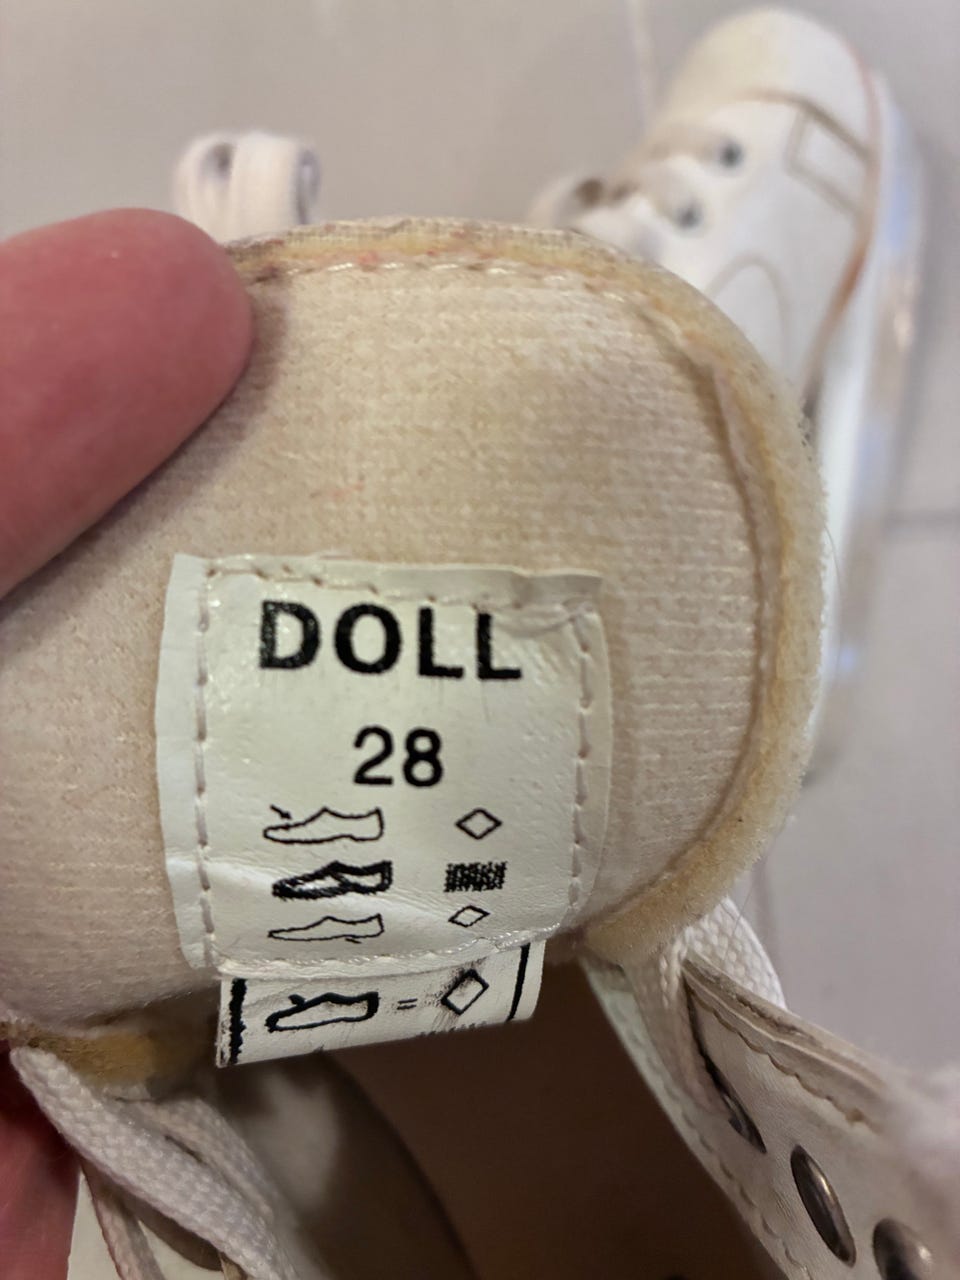 DOLL
28
=